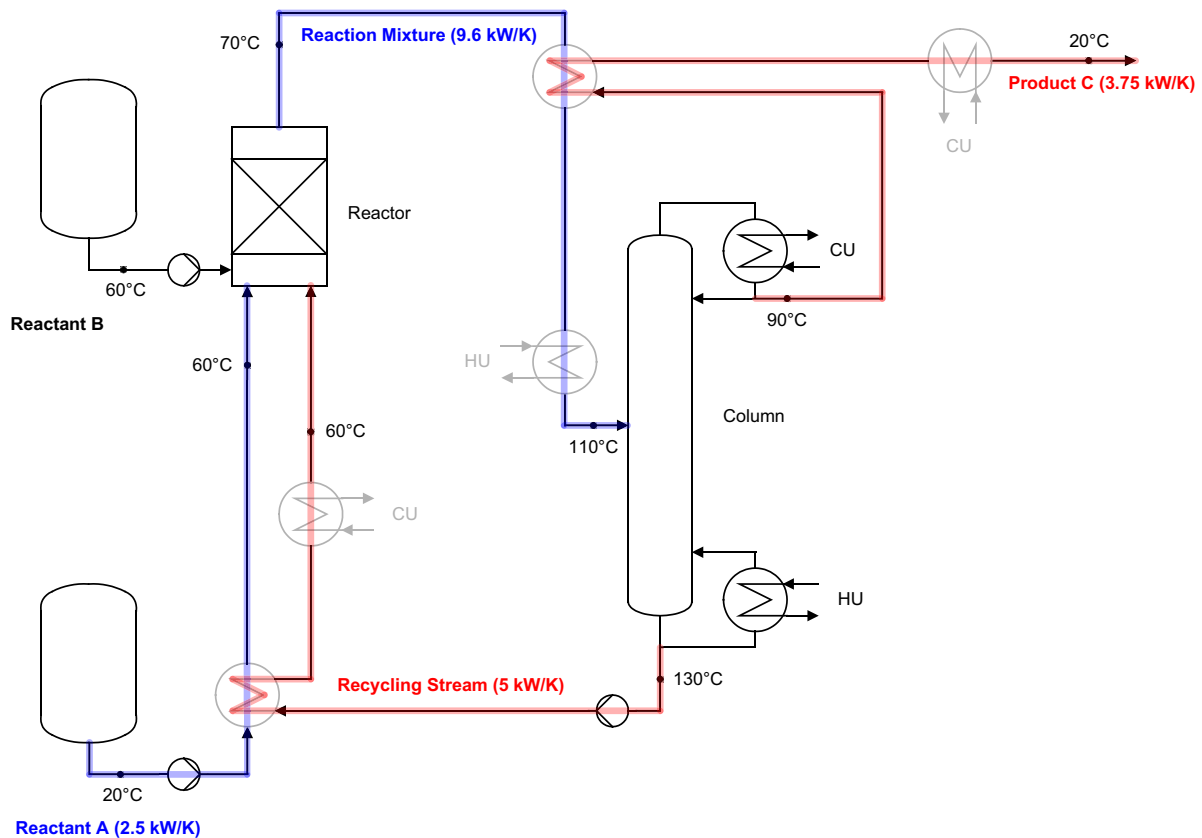 70°C
Reaction Mixture (9.6 kW/K)
20°C
Product C (3.75 kW/K)
CU
Reactor
CU
60°C
90°C
Reactant B
60°C
HU
60°C
110°C
Column
CU
HU
130°C
Recycling Stream (5 kW/K)
20°C
Reactant A (2.5 kW/K)